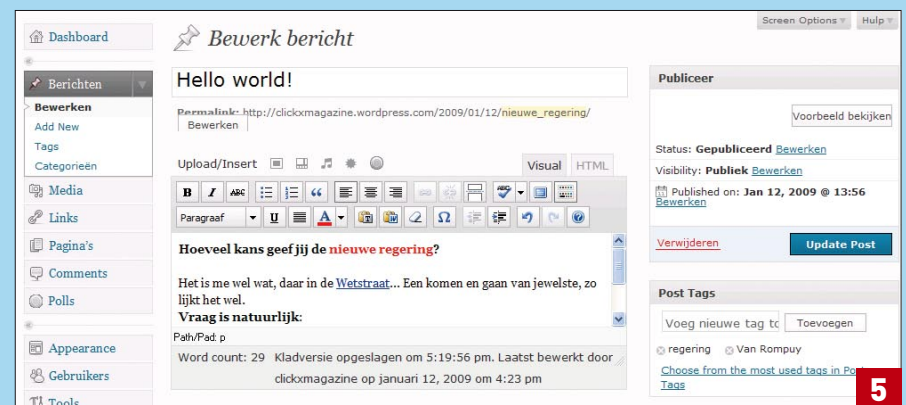 Screen Options
Hulp
Dashboard
Berichten
Bewerken
Add New
Tags
Categorieën
Media
Links
Pagina's
Comments
Polls
Appearance
Gebruikers
Tools
Bewerk bericht
Hello world!
Permalink: http://clickxmagazine.wordpress.com/2009/01/12/nieuwe_regering/
Bewerken
Upload/Insert
Visual
HTML
B I ABC
Paragraaf U A Ω
Hoeveel kans geef jij de nieuwe regering?
Het is me wel wat, daar in de Wetstraat... Een komen en gaan van jewelste, zo
lijkt het wel.
Vraag is natuurlijk:
Path/Pad: p
Word count: 29 Kladversie opgeslagen om 5:19:56 pm. Laatst bewerkt door
clickxmagazine op januari 12, 2009 om 4:23 pm
Publiceer
Voorbeeld bekijken
Status: Gepubliceerd Bewerken
Visibility: Publiek Bewerken
Published on: Jan 12, 2009 @ 13:56
Bewerken
Verwijderen
Update Post
Post Tags
Voeg nieuwe tag to
Toevoegen
regering
Van Rompuy
Choose from the most used tags in
Tags
5